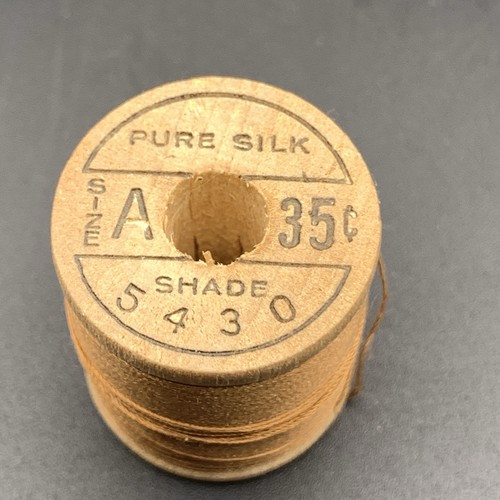 PURE SILK
SIZE A 35¢
SHADE
5430